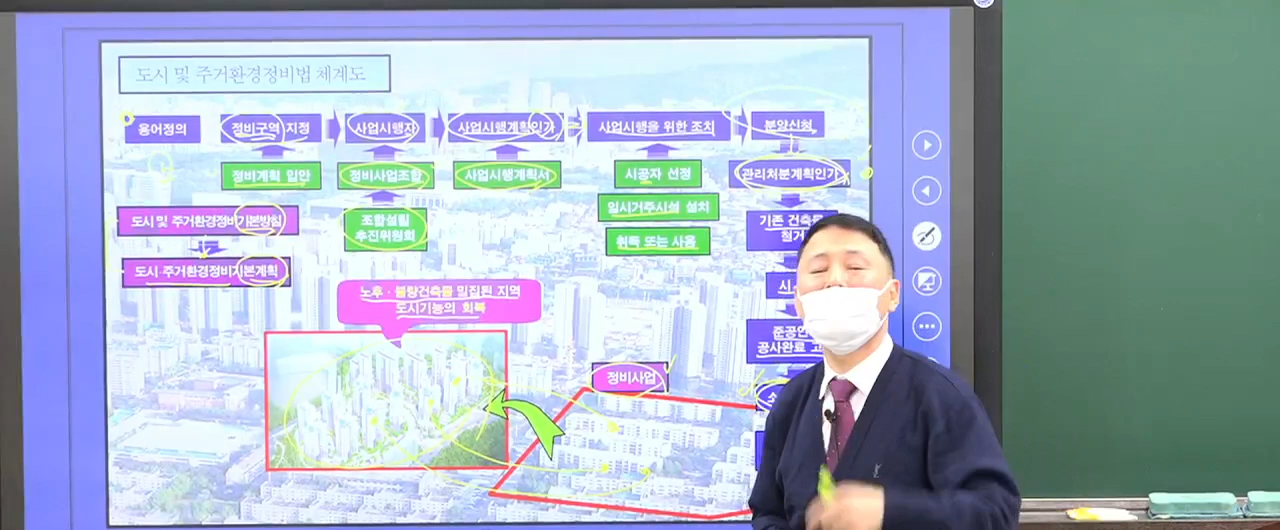 도시 및 주거환경정비법 체계도
용어정의
정비구역 지정
사업시행자
사업시행계획인가
사업시행을 위한 조치
분양신청
정비계획 입안
정비사업조합
사업시행계획서
시공자 선정
관리처분계획인가
도시 및 주거환경정비기본방침
조합설립
추진위원회
일시거주시설 설치
기존 건축물
철거
취득 또는 사용
도시·주거환경정비기본계획
노후·불량건축물 밀집된 지역
도시기능의 회복
준공인
공사완료 고
정비사업